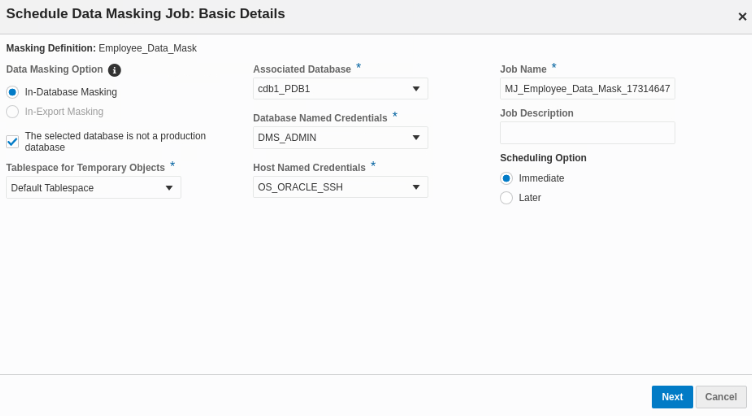 Schedule Data Masking Job: Basic Details
Masking Definition: Employee_Data_Mask
Data Masking Option
In-Database Masking
In-Export Masking
The selected database is not a production
database
Tablespace for Temporary Objects *
Default Tablespace
Associated Database *
cdb1_PDB1
Database Named Credentials *
DMS_ADMIN
Host Named Credentials *
OS_ORACLE_SSH
Job Name *
MJ_Employee_Data_Mask_17314647
Job Description
Scheduling Option
Immediate
Later
Next
Cancel